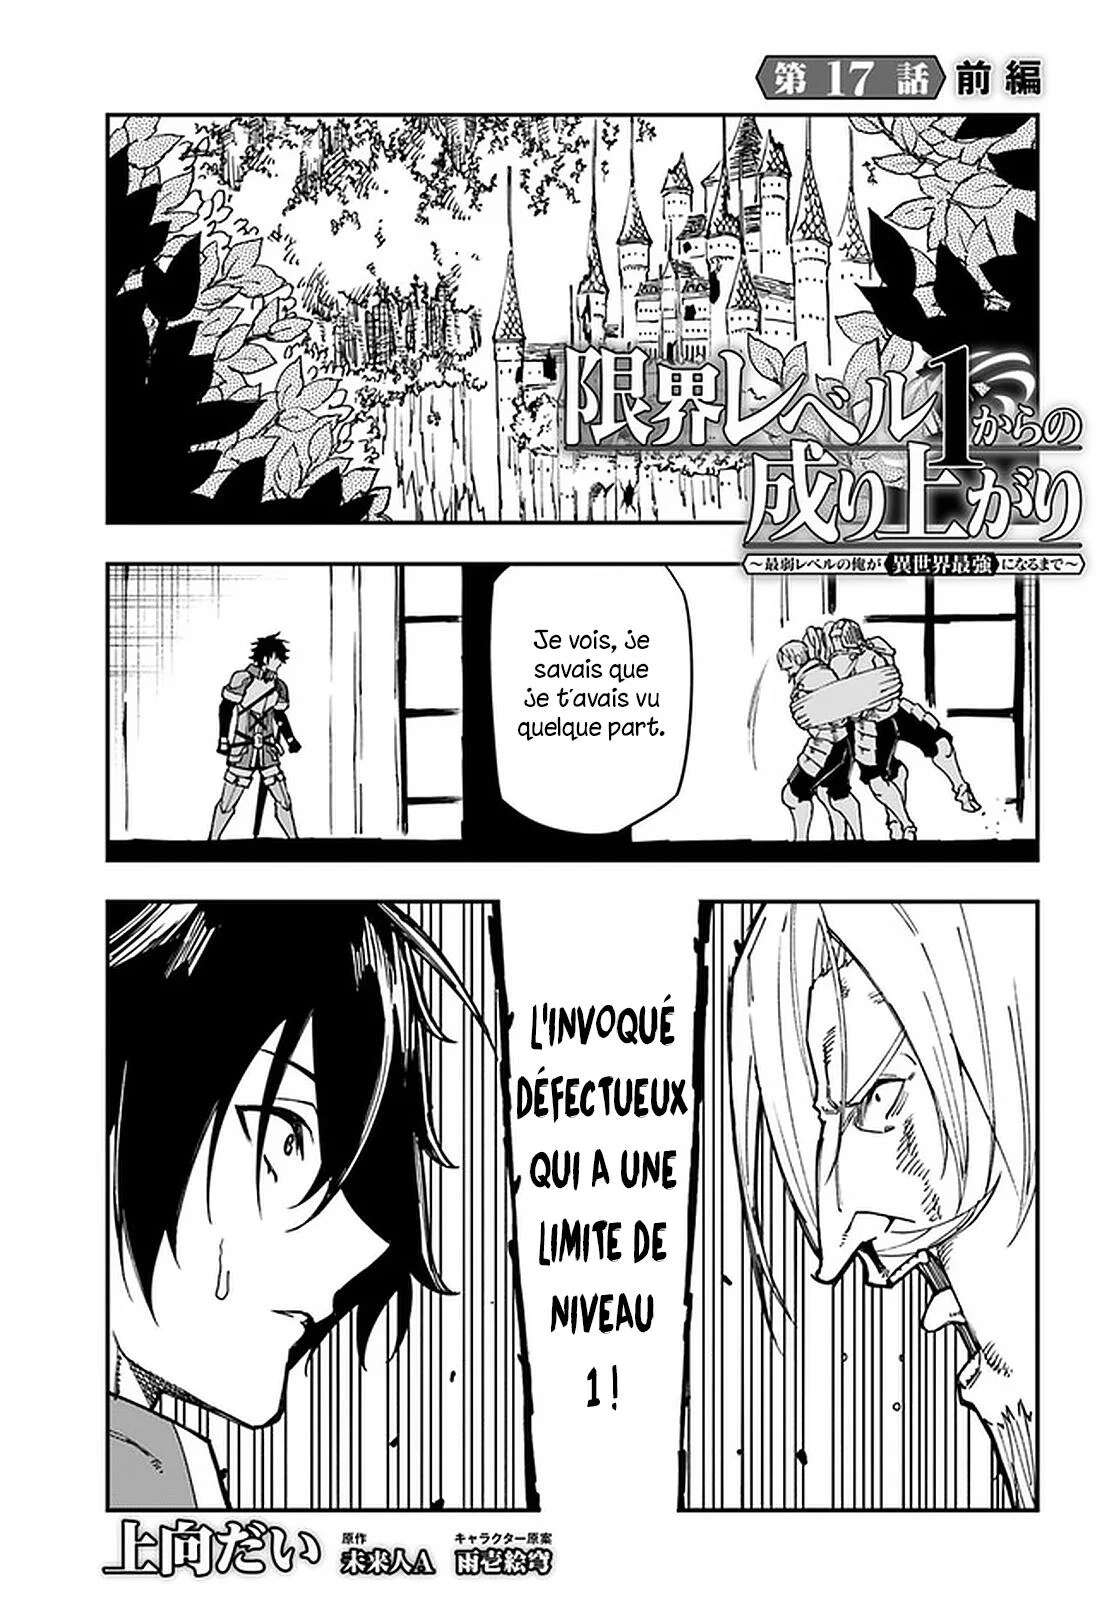 第17話 前編
限界レベル1からの
成り上がり
～最弱レベルの俺が異世界最強になるまで～
Je vois, je
savais que
je t'avais vu
quelque part.
L'INVOQUÉ
DÉFECTUEUX
QUI A UNE
LIMITE DE
NIVEAU
1 !
上向だい
原作
未来人A
キャラクター原案
雨壱絵穹